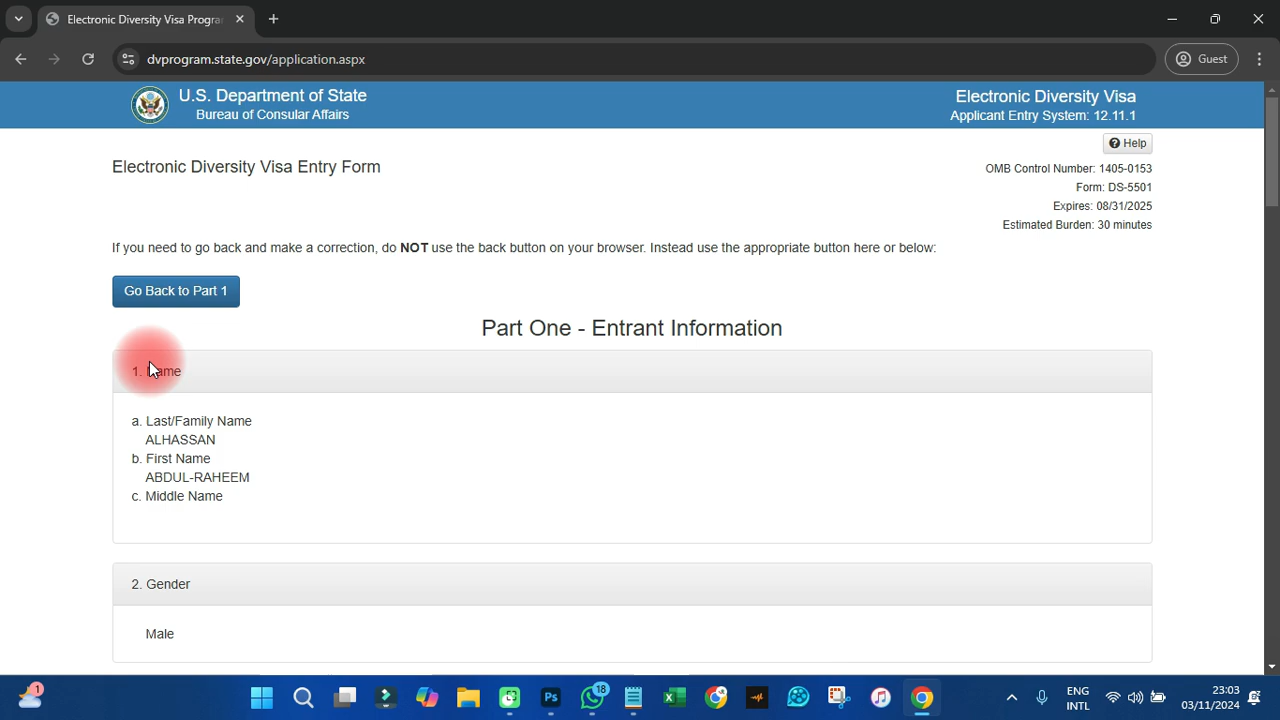 Electronic Diversity Visa Progra
dvprogram.state.gov/application.aspx
Guest
U.S. Department of State
Bureau of Consular Affairs
Electronic Diversity Visa
Applicant Entry System: 12.11.1
Help
Electronic Diversity Visa Entry Form
OMB Control Number: 1405-0153
Form: DS-5501
Expires: 08/31/2025
Estimated Burden: 30 minutes
If you need to go back and make a correction, do NOT use the back button on your browser. Instead use the appropriate button here or below:
Go Back to Part 1
Part One - Entrant Information
1. Name
a. Last/Family Name
ALHASSAN
b. First Name
ABDUL-RAHEEM
c. Middle Name
2. Gender
Male
1
Ps
18
ENG
INTL
23:03
03/11/2024